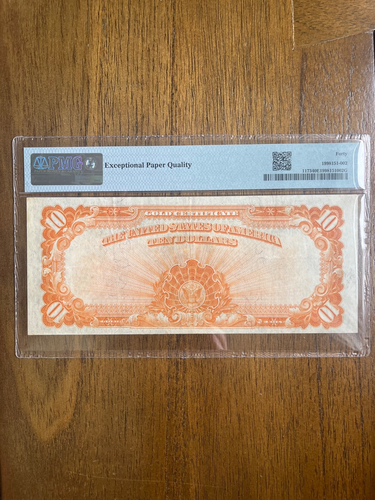 PMG
Exceptional Paper Quality
Forty
10
10
GOLD CERTIFICATE
THE UNITED STATES OF AMERICA
TEN DOLLARS
10
10